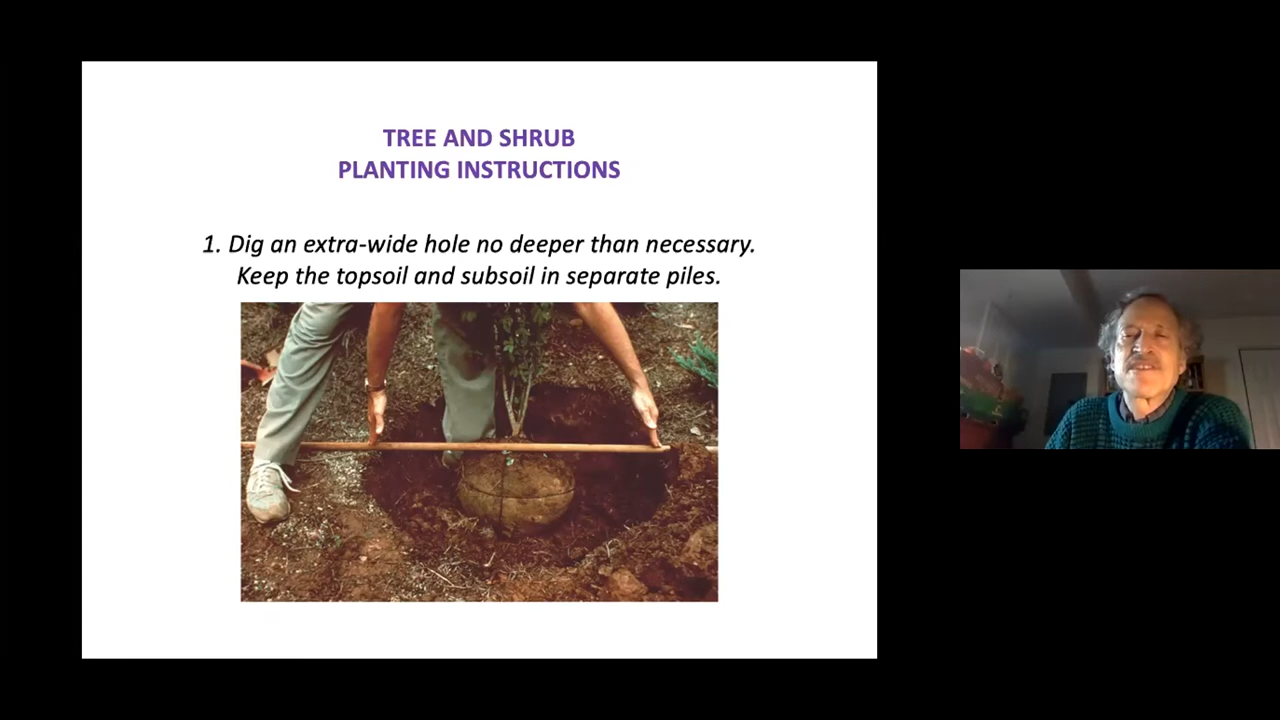 TREE AND SHRUB
PLANTING INSTRUCTIONS
1. Dig an extra-wide hole no deeper than necessary.
Keep the topsoil and subsoil in separate piles.